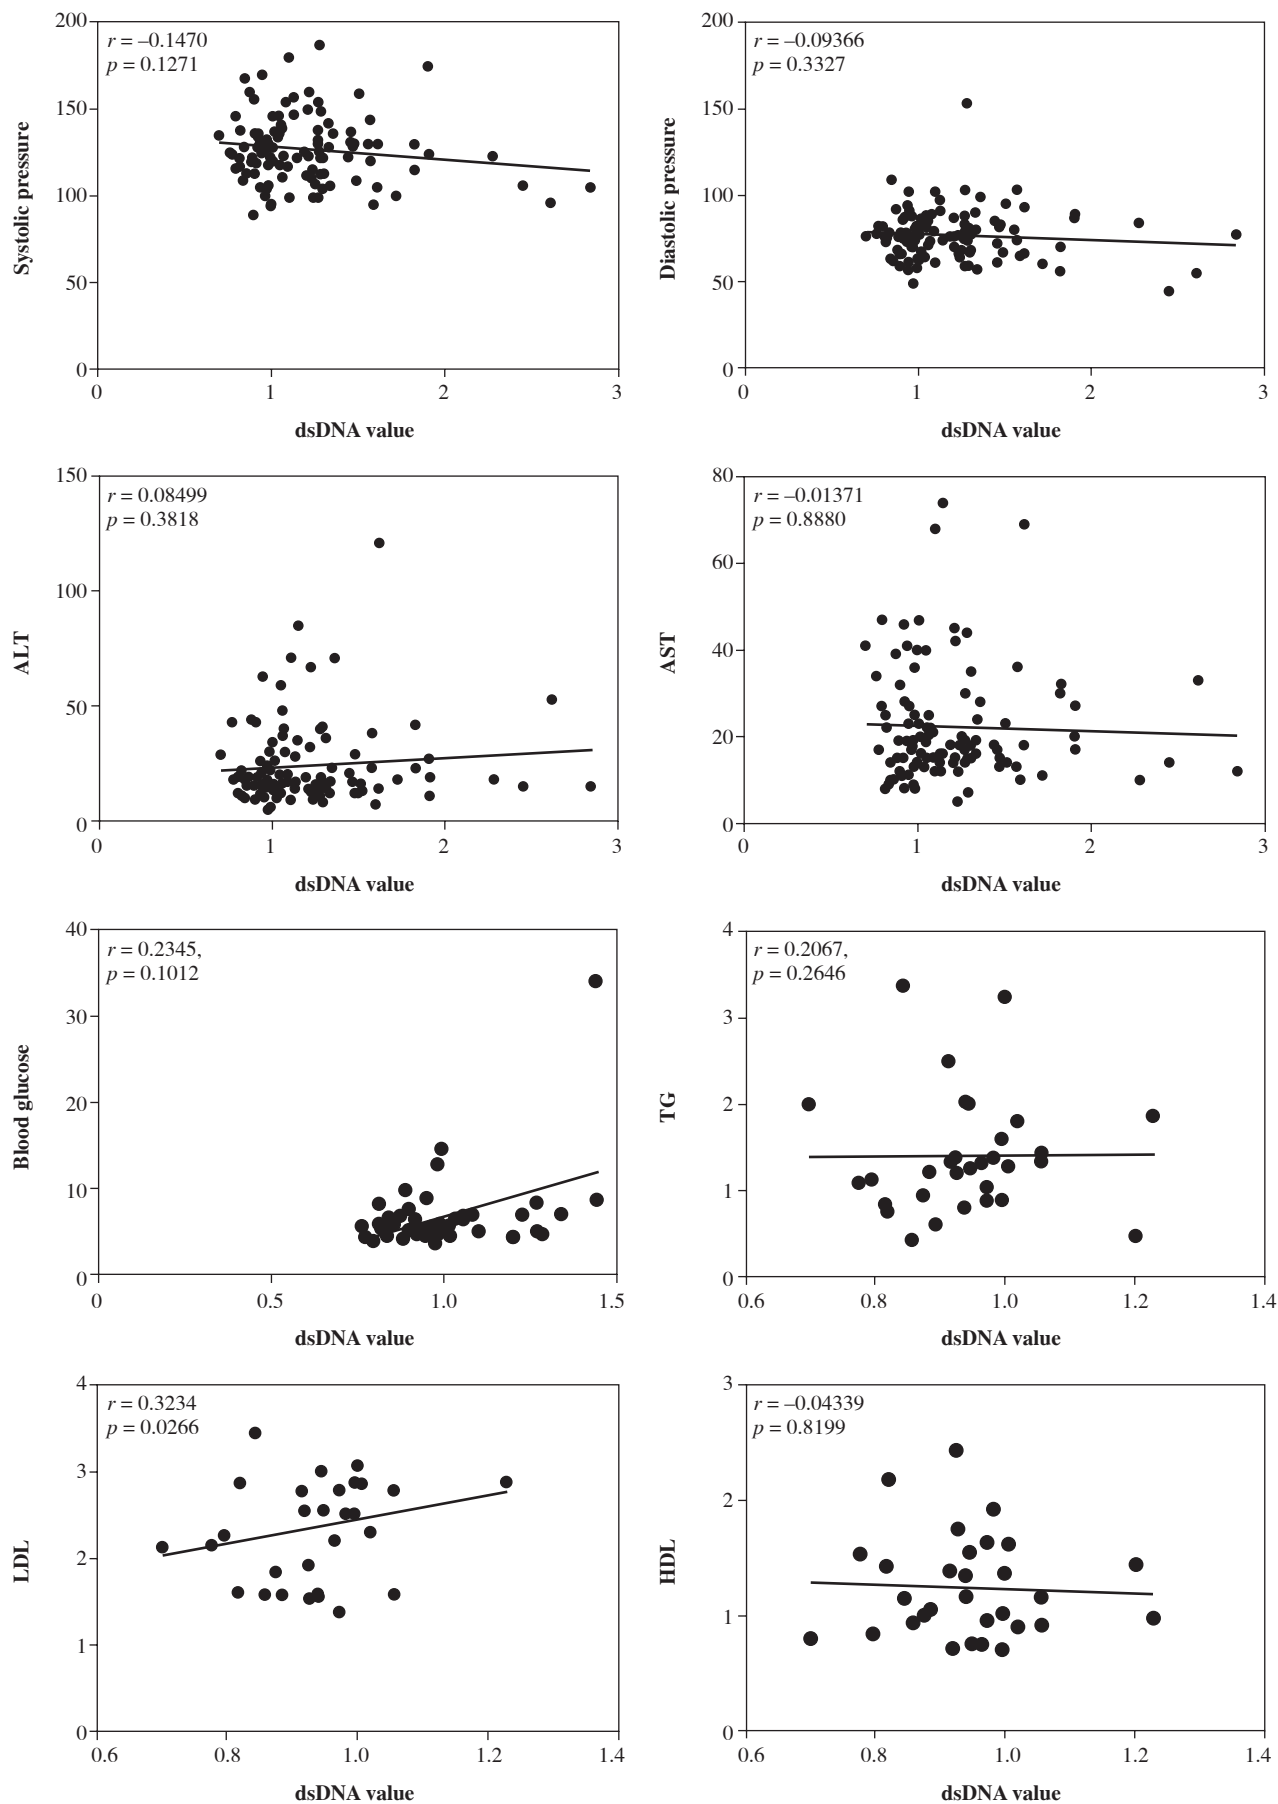 200
150
100
50
0
0 1 2 3
Systolic pressure
dsDNA value
r = –0.1470
p = 0.1271
200
150
100
50
0
0 1 2 3
Diastolic pressure
dsDNA value
r = –0.09366
p = 0.3327
150
100
50
0
0 1 2 3
ALT
dsDNA value
r = 0.08499
p = 0.3818
80
60
40
20
0
0 1 2 3
AST
dsDNA value
r = –0.01371
p = 0.8880
40
30
20
10
0
0 0.5 1.0 1.5
Blood glucose
dsDNA value
r = 0.2345,
p = 0.1012
4
3
2
1
0
0.6 0.8 1.0 1.2 1.4
TG
dsDNA value
r = 0.2067,
p = 0.2646
4
3
2
1
0
0.6 0.8 1.0 1.2 1.4
LDL
dsDNA value
r = 0.3234
p = 0.0266
3
2
1
0
0.6 0.8 1.0 1.2 1.4
HDL
dsDNA value
r = –0.04339
p = 0.8199